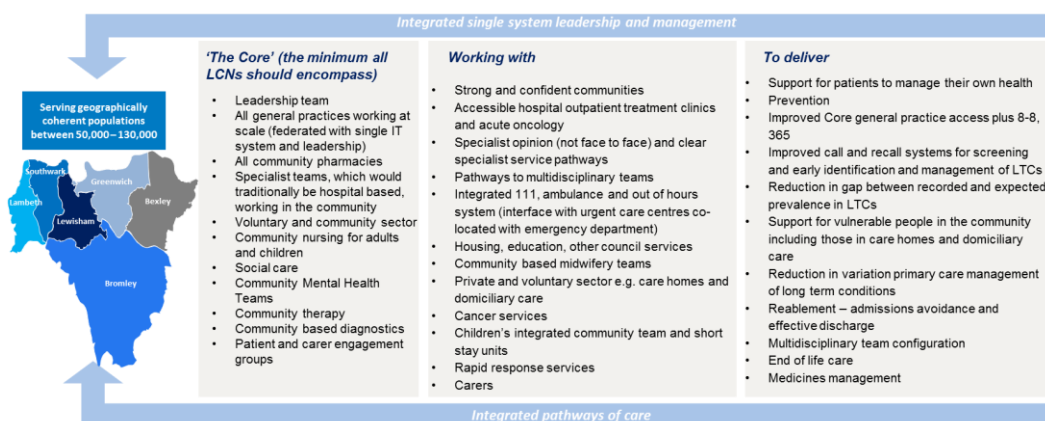 Integrated single system leadership and management
Serving geographically
coherent populations
between 50,000–130,000
Southwark
Greenwich
Lambeth
Bexley
Lewisham
Bromley
‘The Core’ (the minimum all
LCNs should encompass)
• Leadership team
• All general practices working at
scale (federated with single IT
system and leadership)
• All community pharmacies
• Specialist teams, which would
traditionally be hospital based,
working in the community
• Voluntary and community sector
• Community nursing for adults
and children
• Social care
• Community Mental Health
Teams
• Community therapy
• Community based diagnostics
• Patient and carer engagement
groups
Working with
• Strong and confident communities
• Accessible hospital outpatient treatment clinics
and acute oncology
• Specialist opinion (not face to face) and clear
specialist service pathways
• Pathways to multidisciplinary teams
• Integrated 111, ambulance and out of hours
system (interface with urgent care centres co-
located with emergency department)
• Housing, education, other council services
• Community based midwifery teams
• Private and voluntary sector e.g. care homes and
domiciliary care
• Cancer services
• Children’s integrated community team and short
stay units
• Rapid response services
• Carers
To deliver
• Support for patients to manage their own health
• Prevention
• Improved Core general practice access plus 8-8,
365
• Improved call and recall systems for screening
and early identification and management of LTCs
• Reduction in gap between recorded and expected
prevalence in LTCs
• Support for vulnerable people in the community
including those in care homes and domiciliary
care
• Reduction in variation primary care management
of long term conditions
• Reablement – admissions avoidance and
effective discharge
• Multidisciplinary team configuration
• End of life care
• Medicines management
Integrated pathways of care